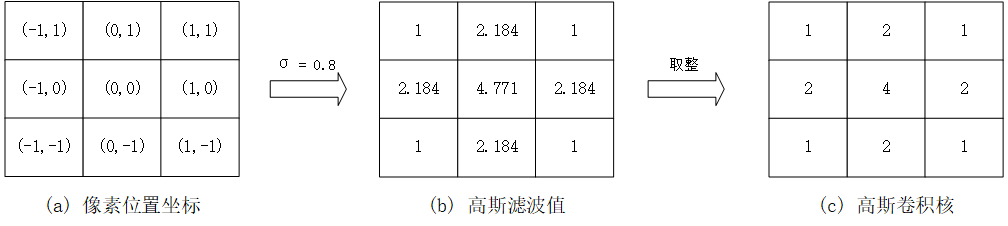 (-1,1) (0,1) (1,1)
(-1,0) (0,0) (1,0)
(-1,-1) (0,-1) (1,-1)
(a) 像素位置坐标
σ = 0.8
1 2.184 1
2.184 4.771 2.184
1 2.184 1
(b) 高斯滤波值
取整
1 2 1
2 4 2
1 2 1
(c) 高斯卷积核